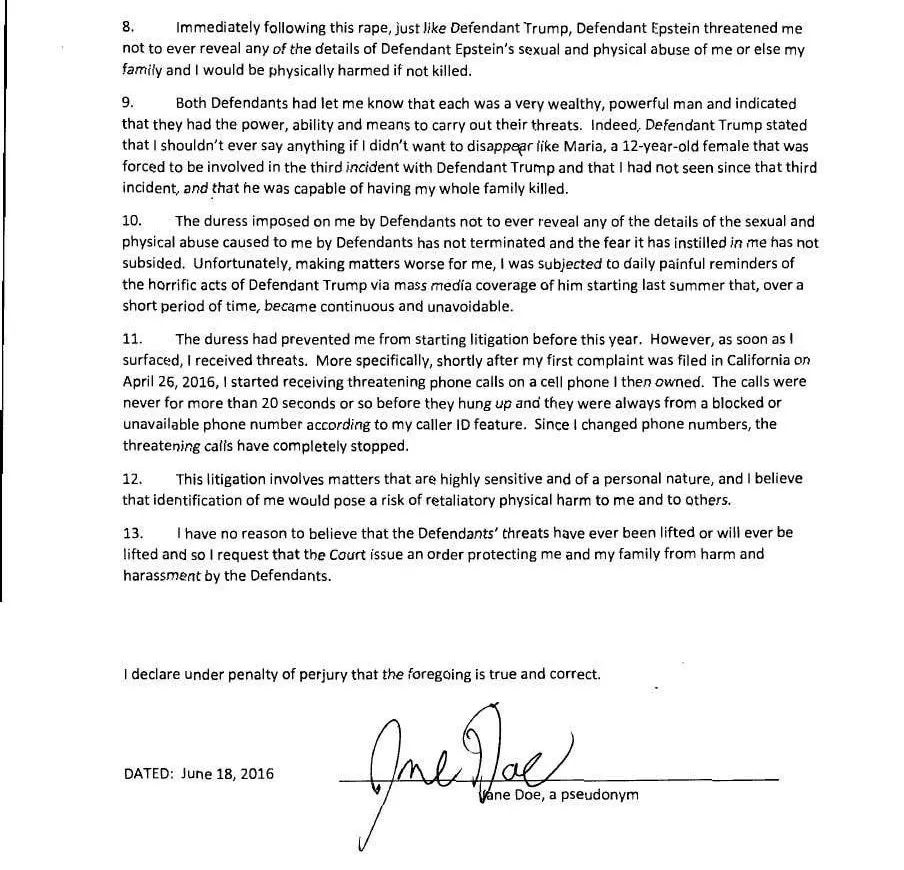 8. Immediately following this rape, just like Defendant Trump, Defendant Epstein threatened me
not to ever reveal any of the details of Defendant Epstein's sexual and physical abuse of me or else my
family and I would be physically harmed if not killed.
9. Both Defendants had let me know that each was a very wealthy, powerful man and indicated
that they had the power, ability and means to carry out their threats. Indeed, Defendant Trump stated
that I shouldn't ever say anything if I didn't want to disappear like Maria, a 12-year-old female that was
forced to be involved in the third incident with Defendant Trump and that I had not seen since that third
incident, and that he was capable of having my whole family killed.
10. The duress imposed on me by Defendants not to ever reveal any of the details of the sexual and
physical abuse caused to me by Defendants has not terminated and the fear it has instilled in me has not
subsided. Unfortunately, making matters worse for me, I was subjected to daily painful reminders of
the horrific acts of Defendant Trump via mass media coverage of him starting last summer that, over a
short period of time, became continuous and unavoidable.
11. The duress had prevented me from starting litigation before this year. However, as soon as I
surfaced, I received threats. More specifically, shortly after my first complaint was filed in California on
April 26, 2016, I started receiving threatening phone calls on a cell phone I then owned. The calls were
never for more than 20 seconds or so before they hung up and they were always from a blocked or
unavailable phone number according to my caller ID feature. Since I changed phone numbers, the
threatening calls have completely stopped.
12. This litigation involves matters that are highly sensitive and of a personal nature, and I believe
that identification of me would pose a risk of retaliatory physical harm to me and to others.
13. I have no reason to believe that the Defendants' threats have ever been lifted or will ever be
lifted and so I request that the Court issue an order protecting me and my family from harm and
harassment by the Defendants.
I declare under penalty of perjury that the foregoing is true and correct.
Jane Doe
DATED: June 18, 2016
Jane Doe, a pseudonym